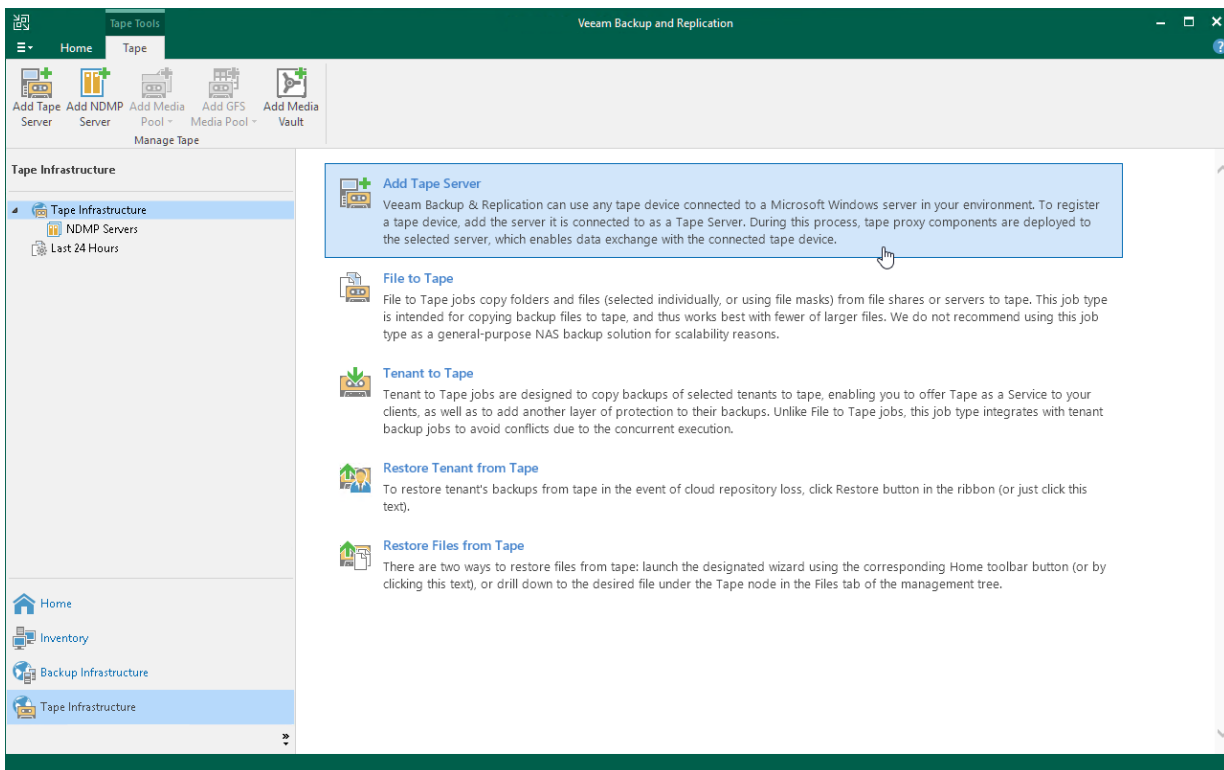 Tape Tools
Veeam Backup and Replication
Home
Tape
Add Tape Server
Add NDMP Server
Add Media Pool
Add GFS Media Pool
Add Media Vault
Manage Tape
Tape Infrastructure
Tape Infrastructure
NDMP Servers
Last 24 Hours
Add Tape Server
Veeam Backup & Replication can use any tape device connected to a Microsoft Windows server in your environment. To register
a tape device, add the server it is connected to as a Tape Server. During this process, tape proxy components are deployed to
the selected server, which enables data exchange with the connected tape device.
File to Tape
File to Tape jobs copy folders and files (selected individually, or using file masks) from file shares or servers to tape. This job type
is intended for copying backup files to tape, and thus works best with fewer of larger files. We do not recommend using this job
type as a general-purpose NAS backup solution for scalability reasons.
Tenant to Tape
Tenant to Tape jobs are designed to copy backups of selected tenants to tape, enabling you to offer Tape as a Service to your
clients, as well as to add another layer of protection to their backups. Unlike File to Tape jobs, this job type integrates with tenant
backup jobs to avoid conflicts due to the concurrent execution.
Restore Tenant from Tape
To restore tenant's backups from tape in the event of cloud repository loss, click Restore button in the ribbon (or just click this
text).
Restore Files from Tape
There are two ways to restore files from tape: launch the designated wizard using the corresponding Home toolbar button (or by
clicking this text), or drill down to the desired file under the Tape node in the Files tab of the management tree.
Home
Inventory
Backup Infrastructure
Tape Infrastructure